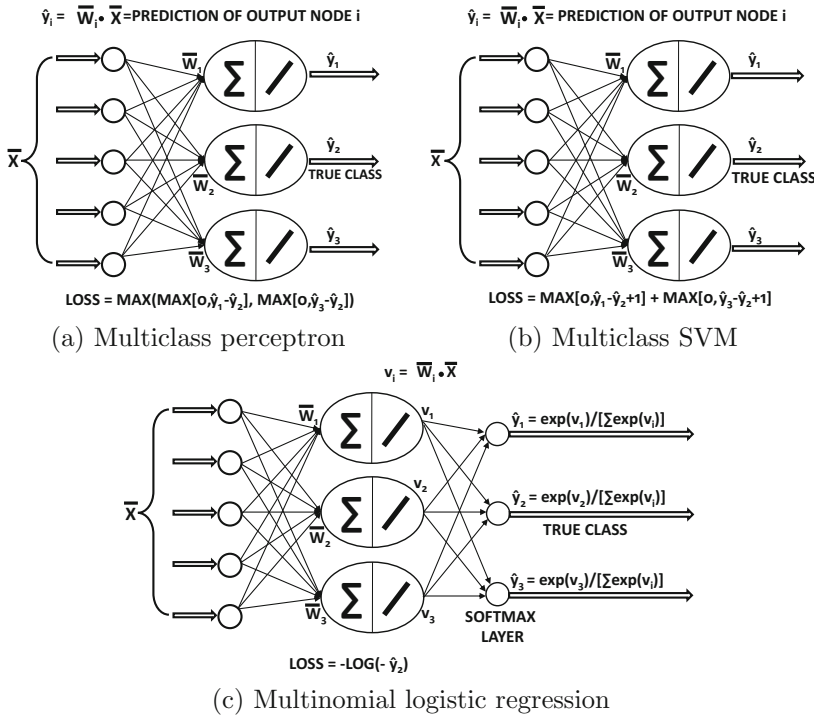 ŷi = W̅i • X̅ =PREDICTION OF OUTPUT NODE i
X̅
W̅1
W̅2
W̅3
Σ
Σ
Σ
ŷ1
ŷ2
TRUE CLASS
ŷ3
LOSS = MAX(MAX[0,ŷ1-ŷ2], MAX[0,ŷ3-ŷ2])
(a) Multiclass perceptron
ŷi = W̅i • X̅ =PREDICTION OF OUTPUT NODE i
X̅
W̅1
W̅2
W̅3
Σ
Σ
Σ
ŷ1
ŷ2
TRUE CLASS
ŷ3
LOSS = MAX[0,ŷ1-ŷ2+1] + MAX[0,ŷ3-ŷ2+1]
(b) Multiclass SVM
vi = W̅i • X̅
X̅
W̅1
W̅2
W̅3
Σ
Σ
Σ
v1
v2
v3
ŷ1 = exp(v1)/[∑exp(vi)]
ŷ2 = exp(v2)/[∑exp(vi)]
TRUE CLASS
ŷ3 = exp(v3)/[∑exp(vi)]
SOFTMAX
LAYER
LOSS = -LOG(- ŷ2)
(c) Multinomial logistic regression